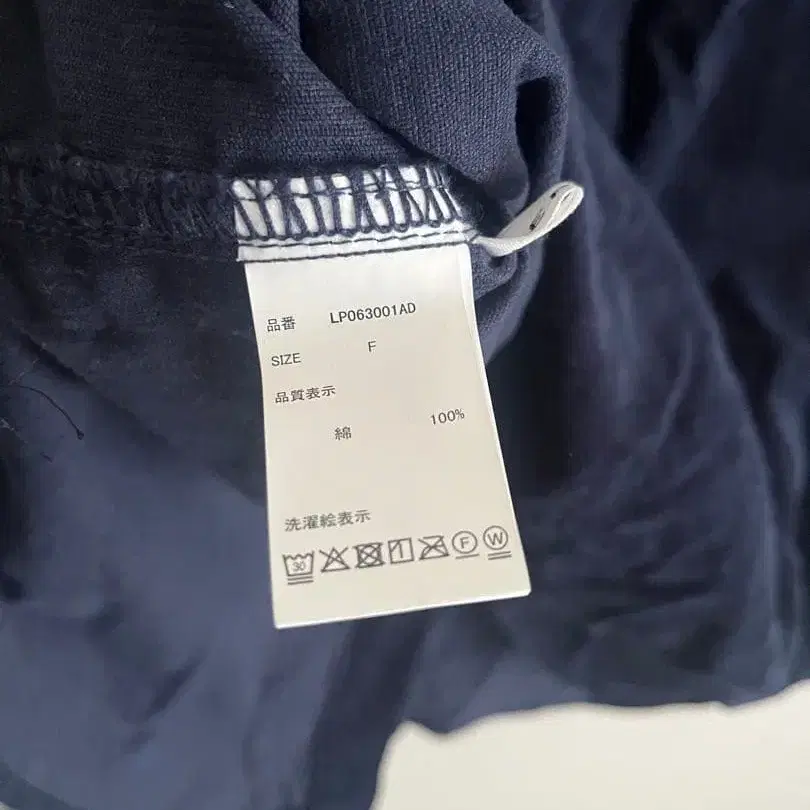 品番 LP063001AD
SIZE F
品質表示
綿 100%
洗濯絵表示
30 F W